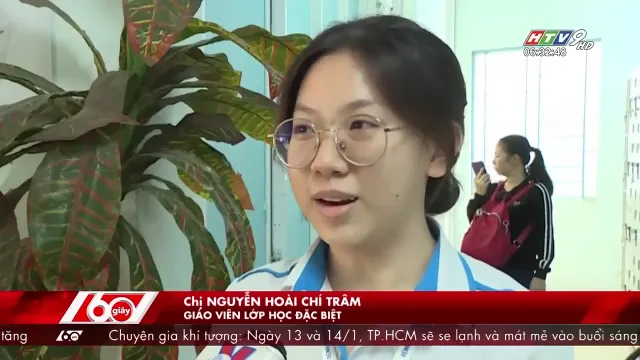 HTV9 HD
06:32:48
60 giây
Chị NGUYỄN HOÀI CHÍ TRÂM
GIÁO VIÊN LỚP HỌC ĐẶC BIỆT
tăng 60giây Chuyên gia khí tượng: Ngày 13 và 14/1, TP.HCM sẽ se lạnh và mát mẻ vào buổi sáng